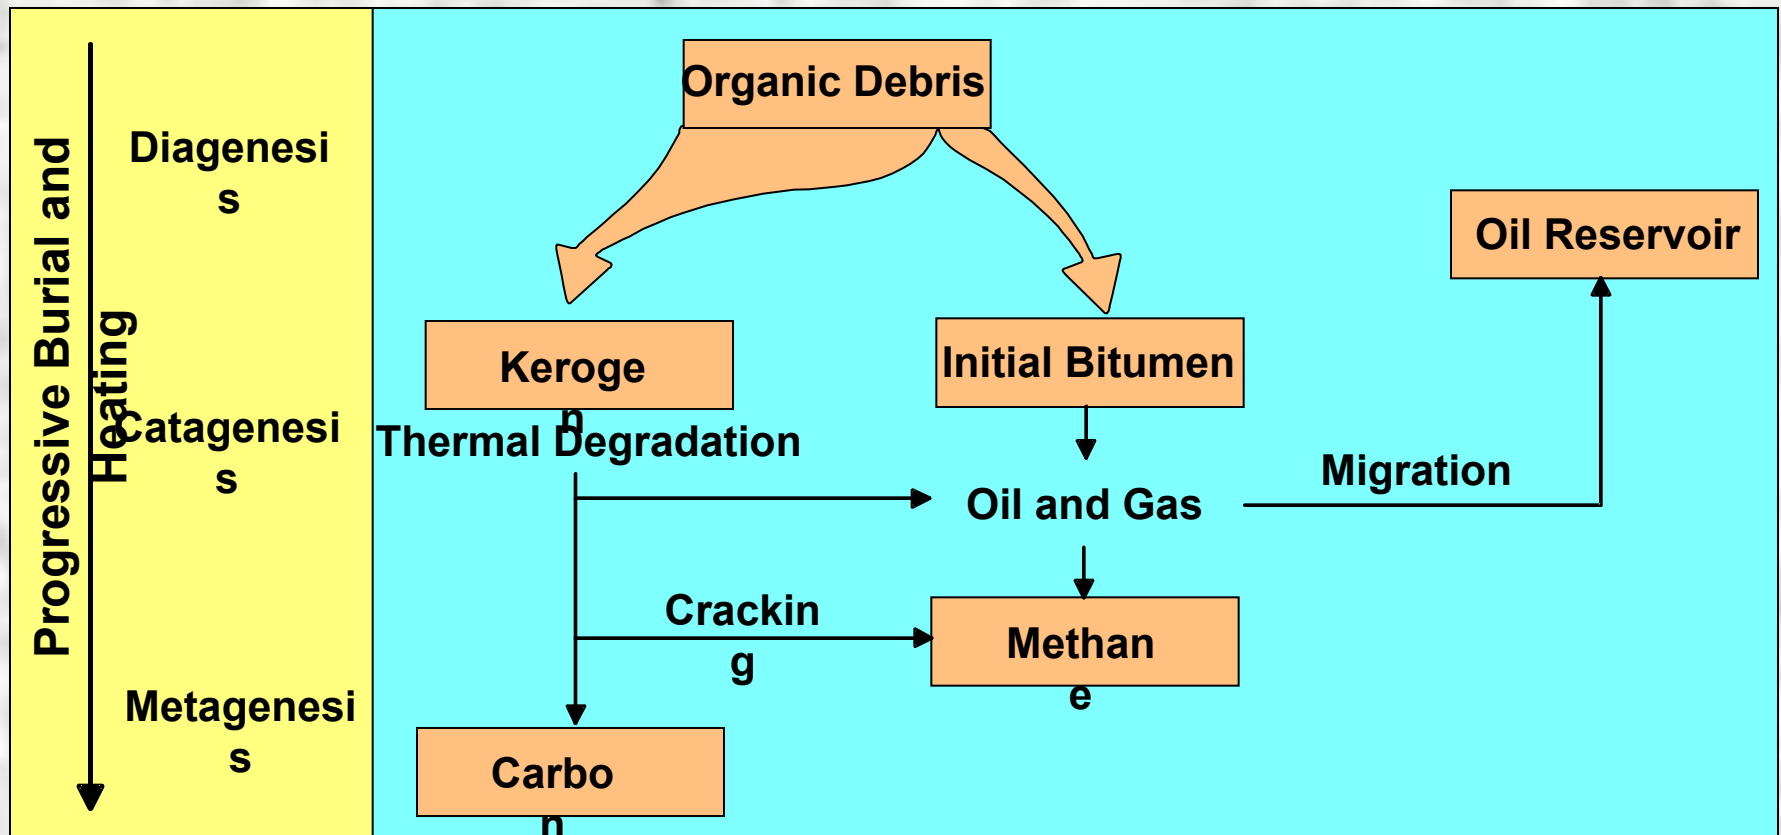 Progressive Burial and
Heating
Diagenesi
s
Catagenesi
s
Metagenesi
s
Organic Debris
Oil Reservoir
Keroge
n
Initial Bitumen
Thermal Degradation
Oil and Gas
Migration
Crackin
g
Methan
e
Carbo
n